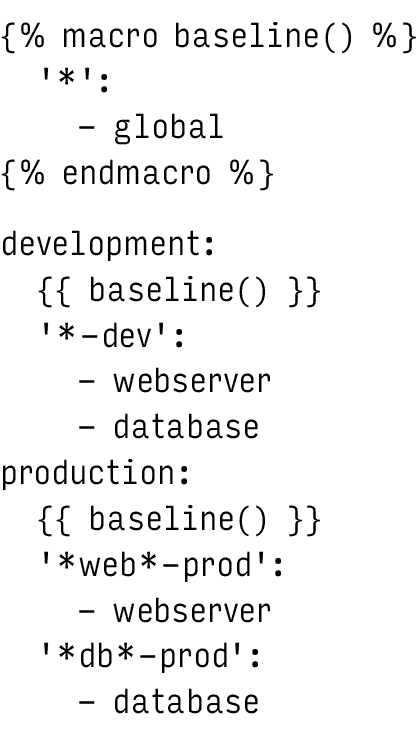 {% macro baseline() %}
  '*':
    - global
{% endmacro %}

development:
  {{ baseline() }}
  '*-dev':
    - webserver
    - database
production:
  {{ baseline() }}
  '*web*-prod':
    - webserver
  '*db*-prod':
    - database